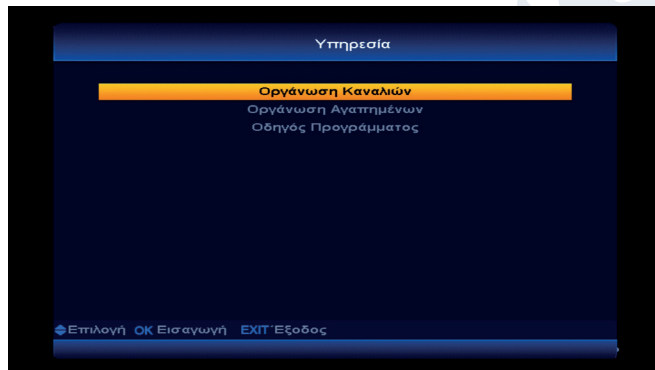 Υπηρεσία
Οργάνωση Καναλιών
Οργάνωση Αγαπημένων
Οδηγός Προγράμματος
Επιλογή OK Εισαγωγή EXIT Έξοδος